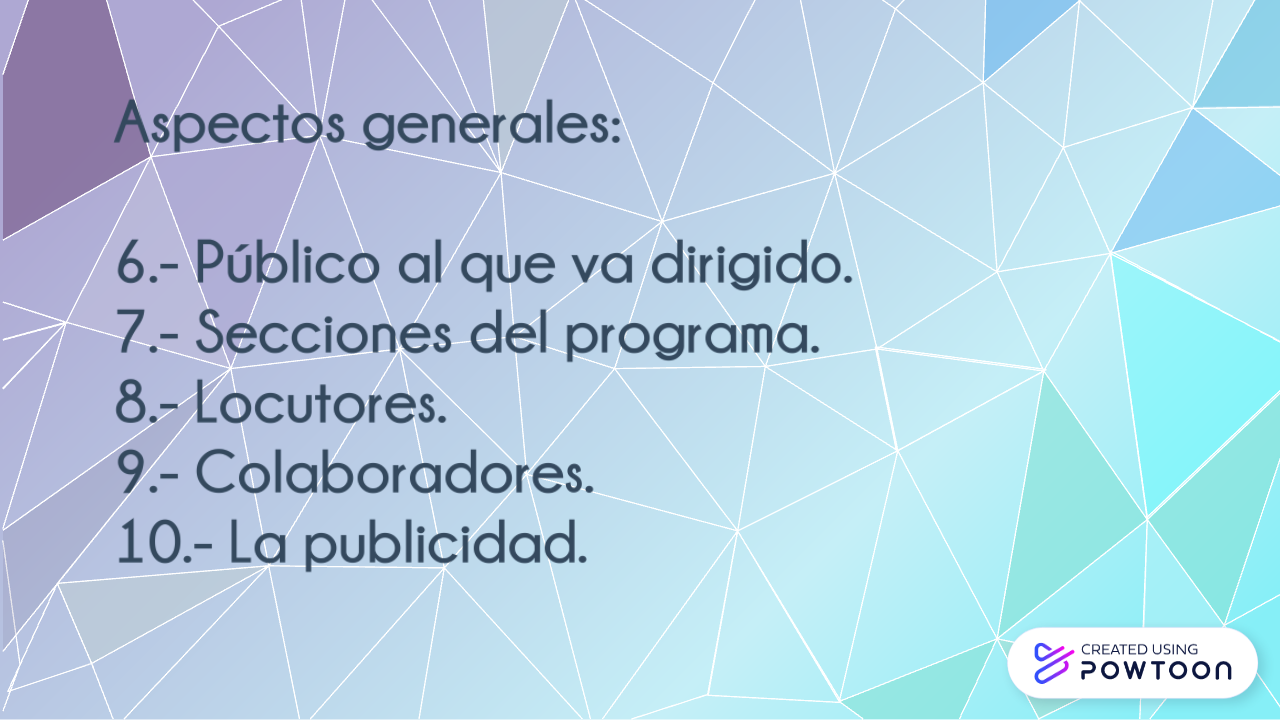 Aspectos generales:
6.- Público al que va dirigido.
7.- Secciones del programa.
8.- Locutores.
9.- Colaboradores.
10.- La publicidad.
CREATED USING
POWTOON